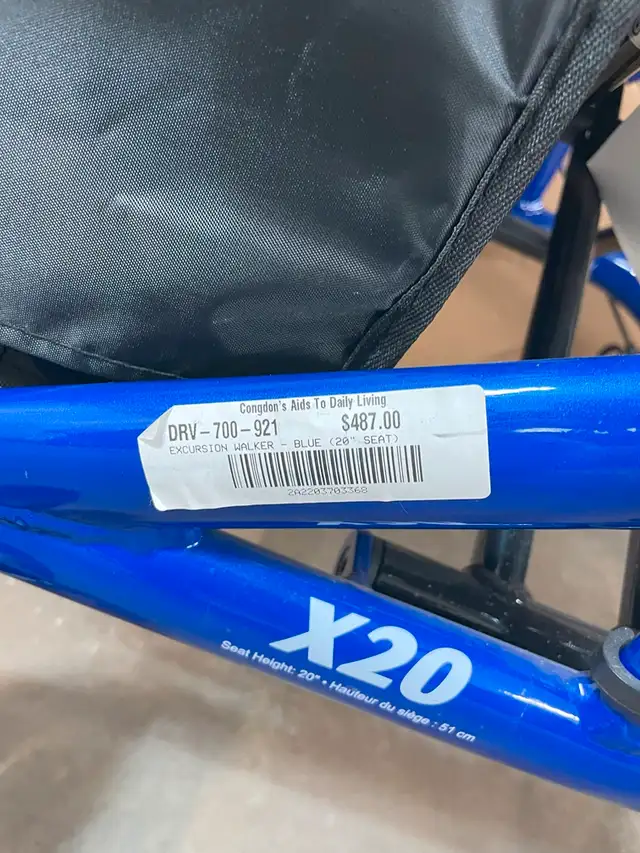 Congdon's Aids To Daily Living
DRV-700-921 $487.00
EXCURSION WALKER - BLUE (20" SEAT)
2A2203703368
X20
Seat Height: 20" • Hauteur du siège : 51 cm